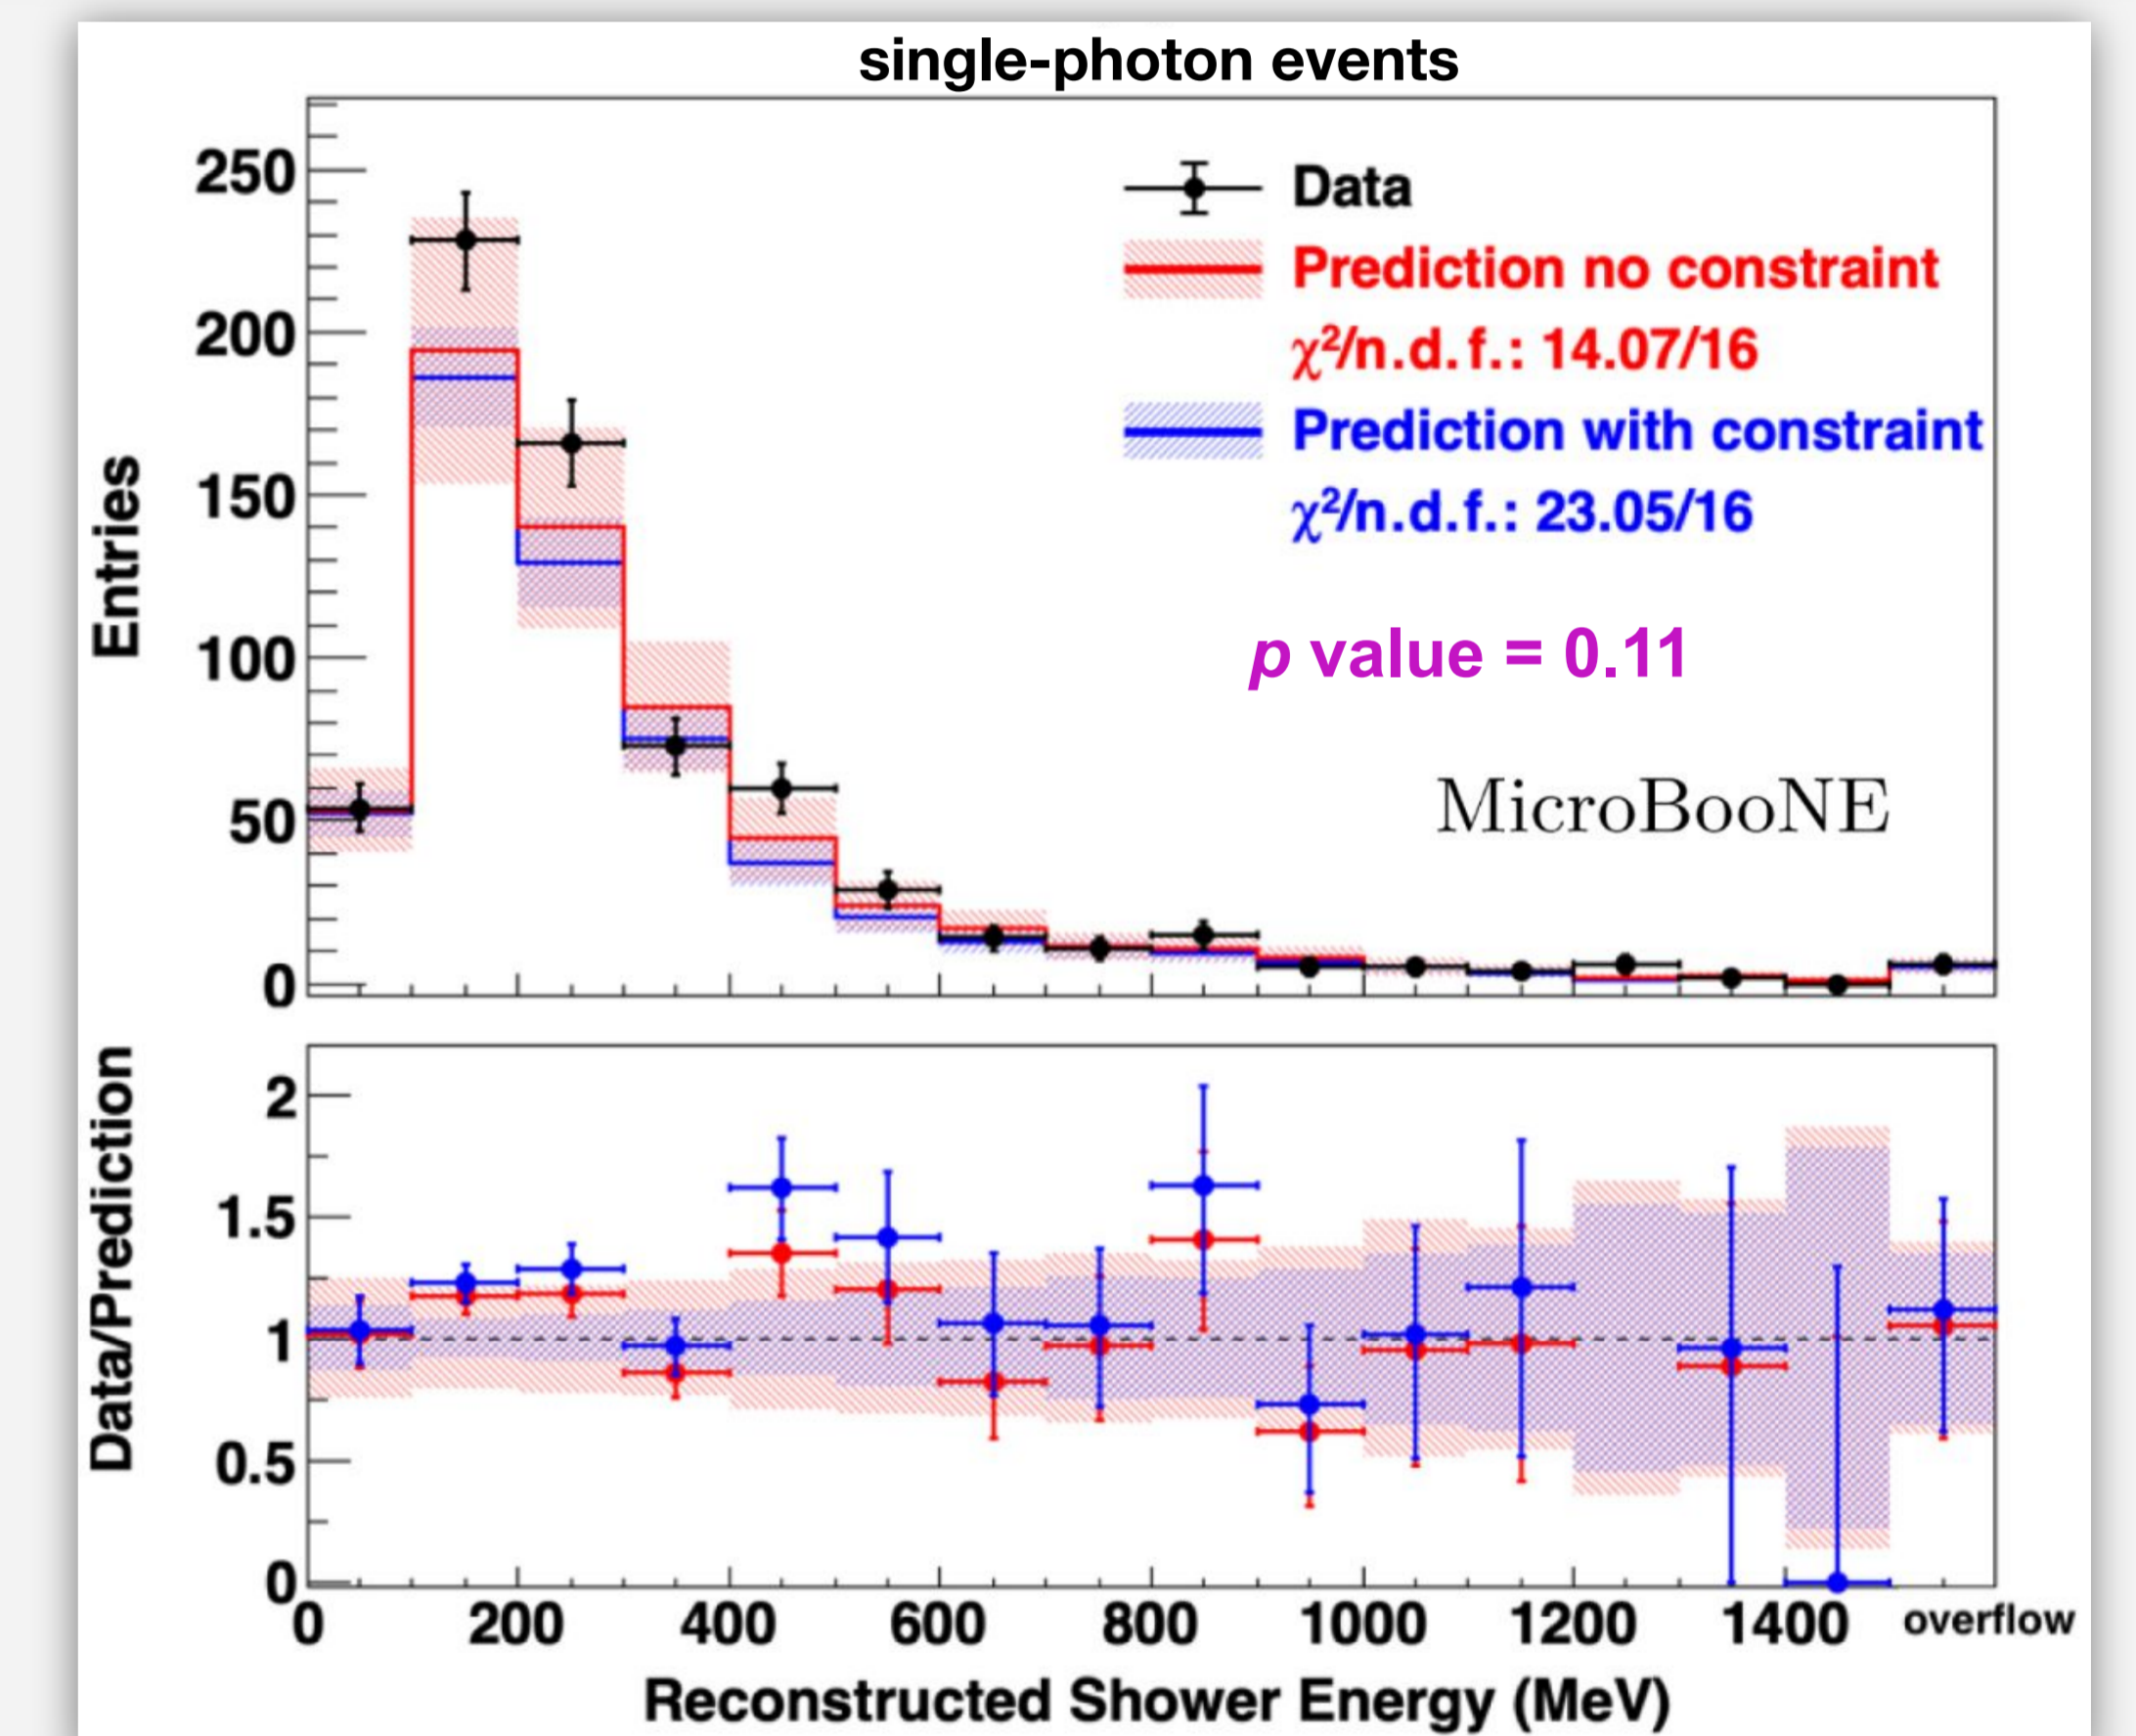 single-photon events
Entries
250
200
150
100
50
0
Data
Prediction no constraint
χ²/n.d.f.: 14.07/16
Prediction with constraint
χ²/n.d.f.: 23.05/16
p value = 0.11
MicroBooNE
Data/Prediction
2
1.5
1
0.5
0
0 200 400 600 800 1000 1200 1400 overflow
Reconstructed Shower Energy (MeV)